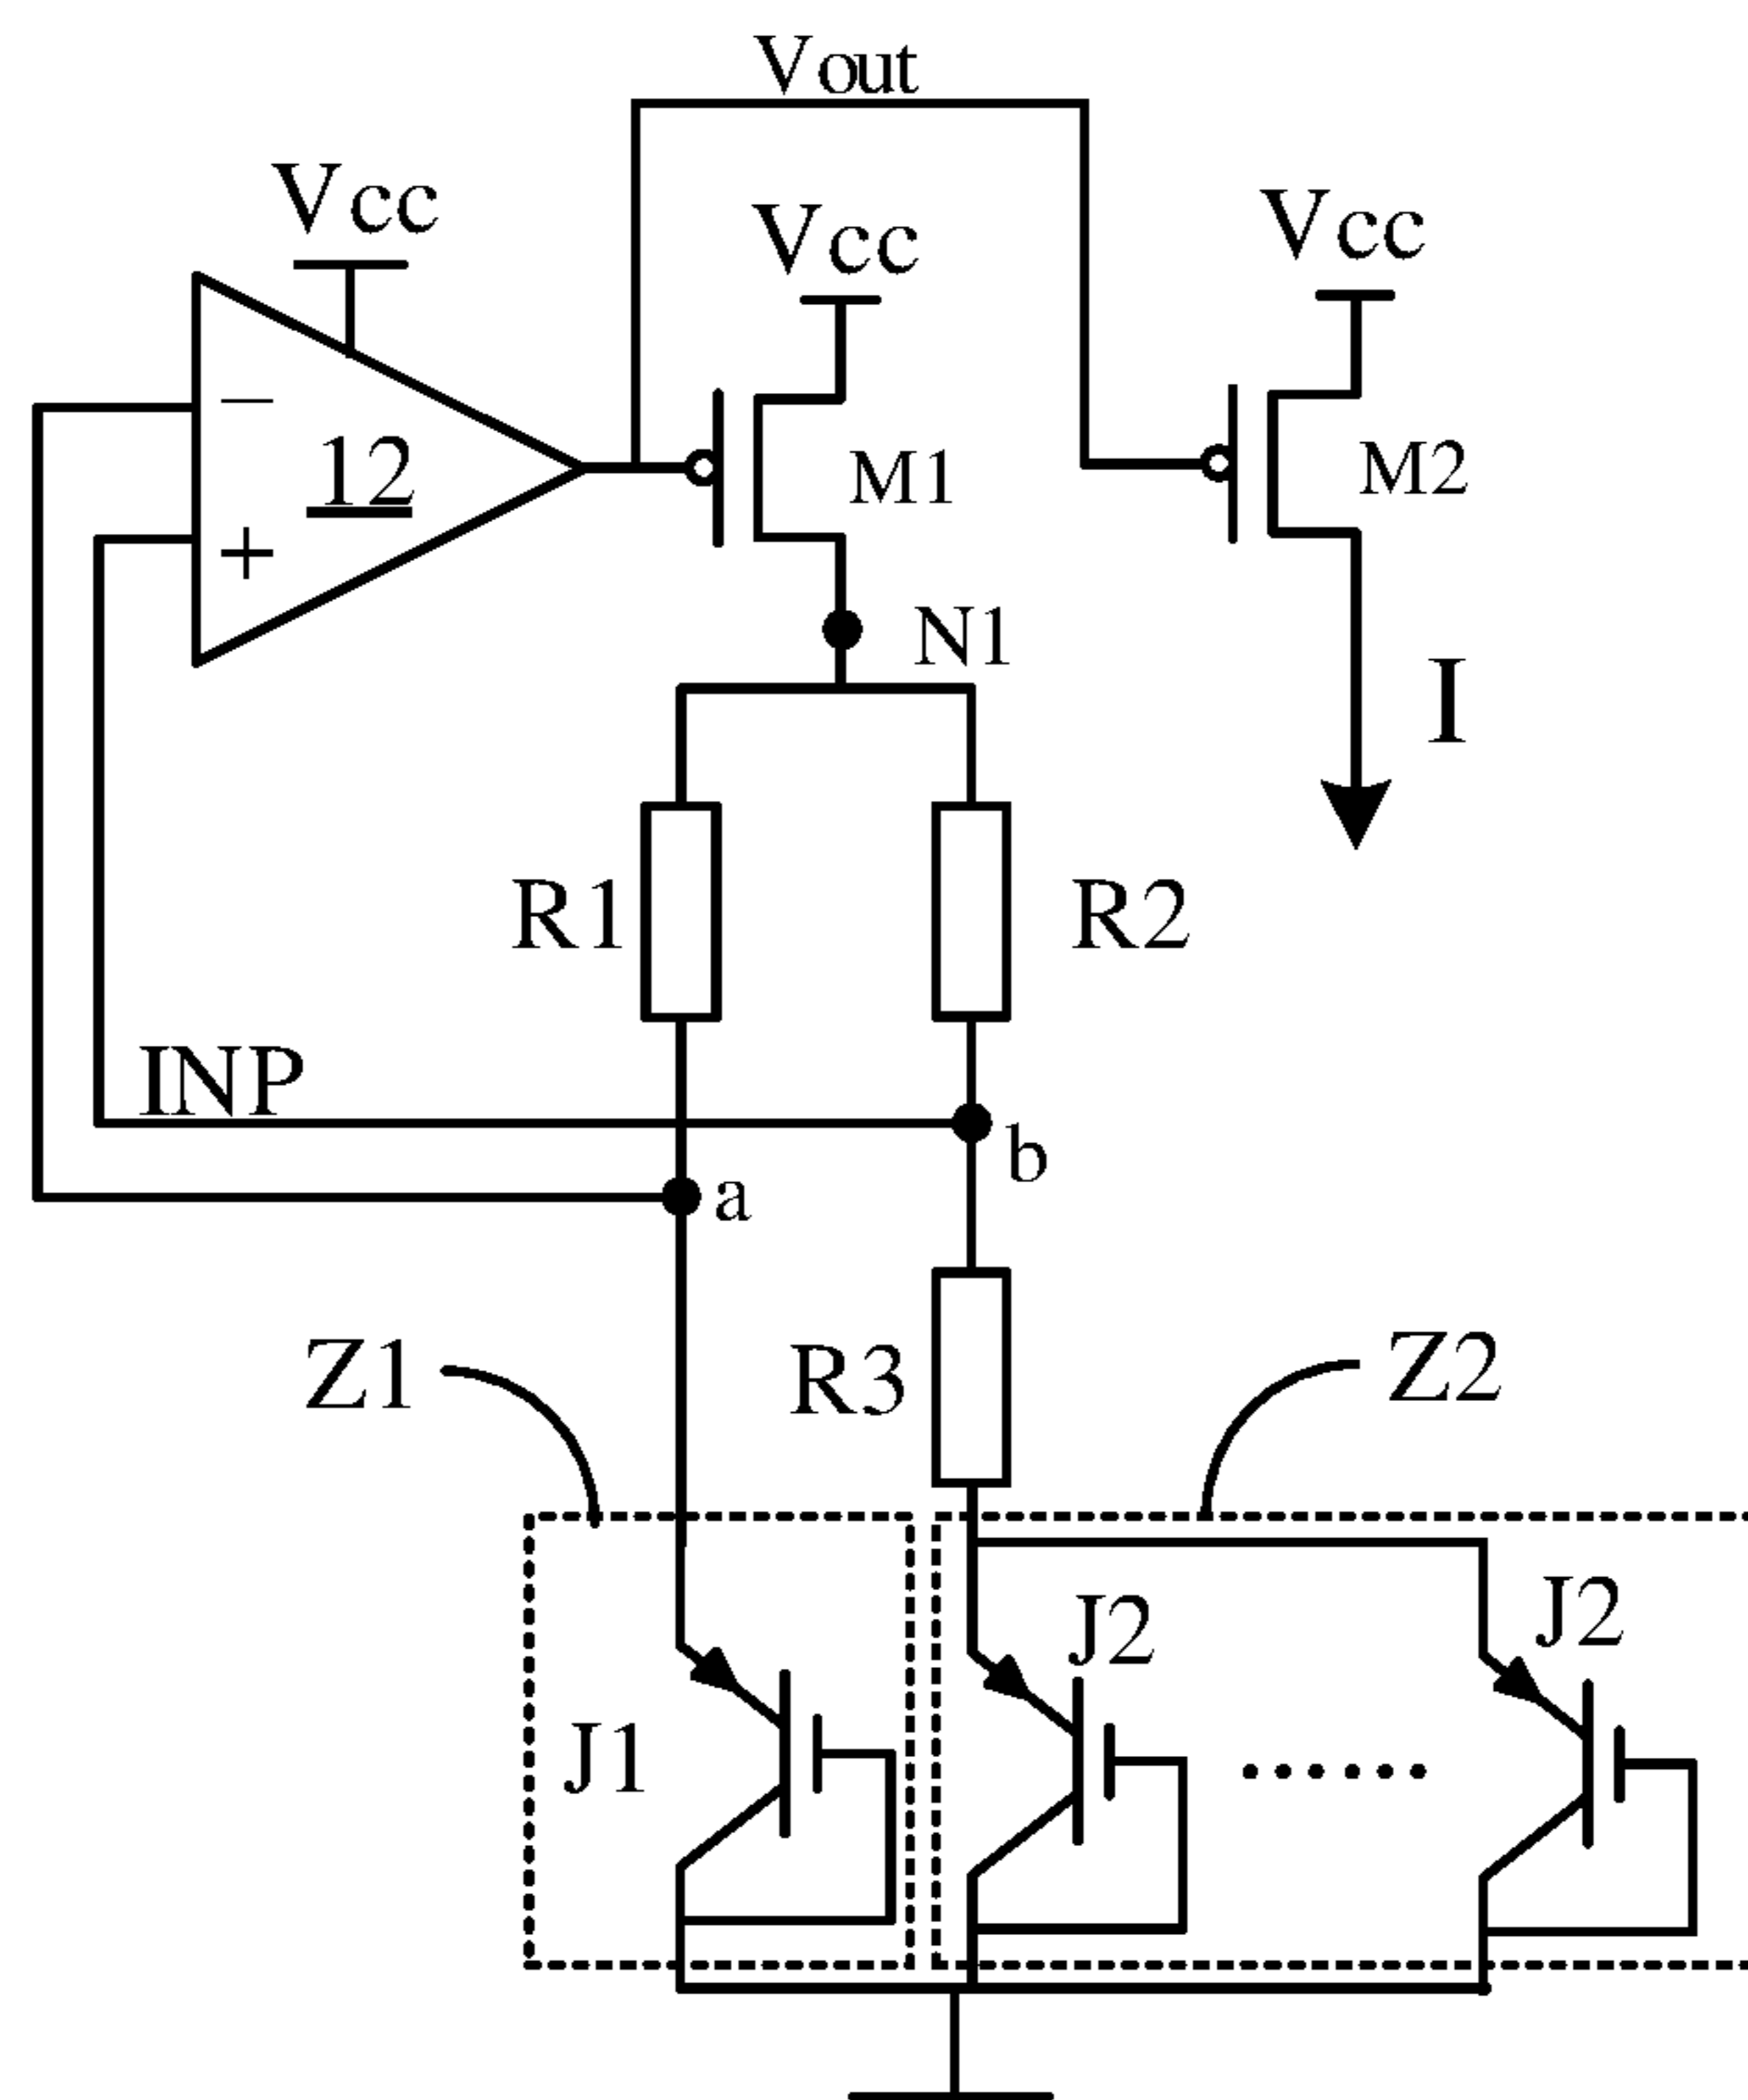 Vout
Vcc
Vcc
Vcc
−
12
+
M1
M2
N1
I
R1
R2
INP
b
a
Z1
R3
Z2
J2
J2
J1